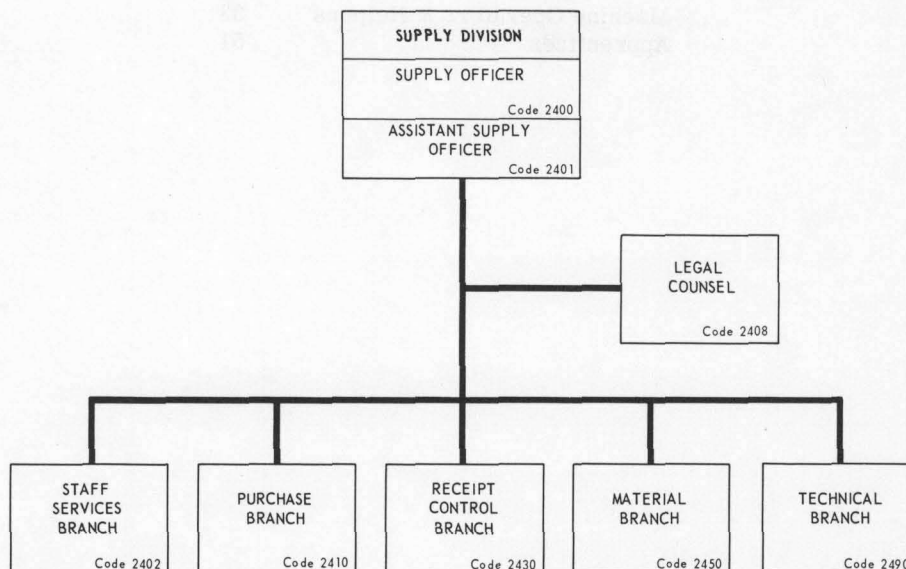 SUPPLY DIVISION
SUPPLY OFFICER
Code 2400
ASSISTANT SUPPLY
OFFICER
Code 2401
LEGAL
COUNSEL
Code 2408
STAFF
SERVICES
BRANCH
Code 2402
PURCHASE
BRANCH
Code 2410
RECEIPT
CONTROL
BRANCH
Code 2430
MATERIAL
BRANCH
Code 2450
TECHNICAL
BRANCH
Code 2490